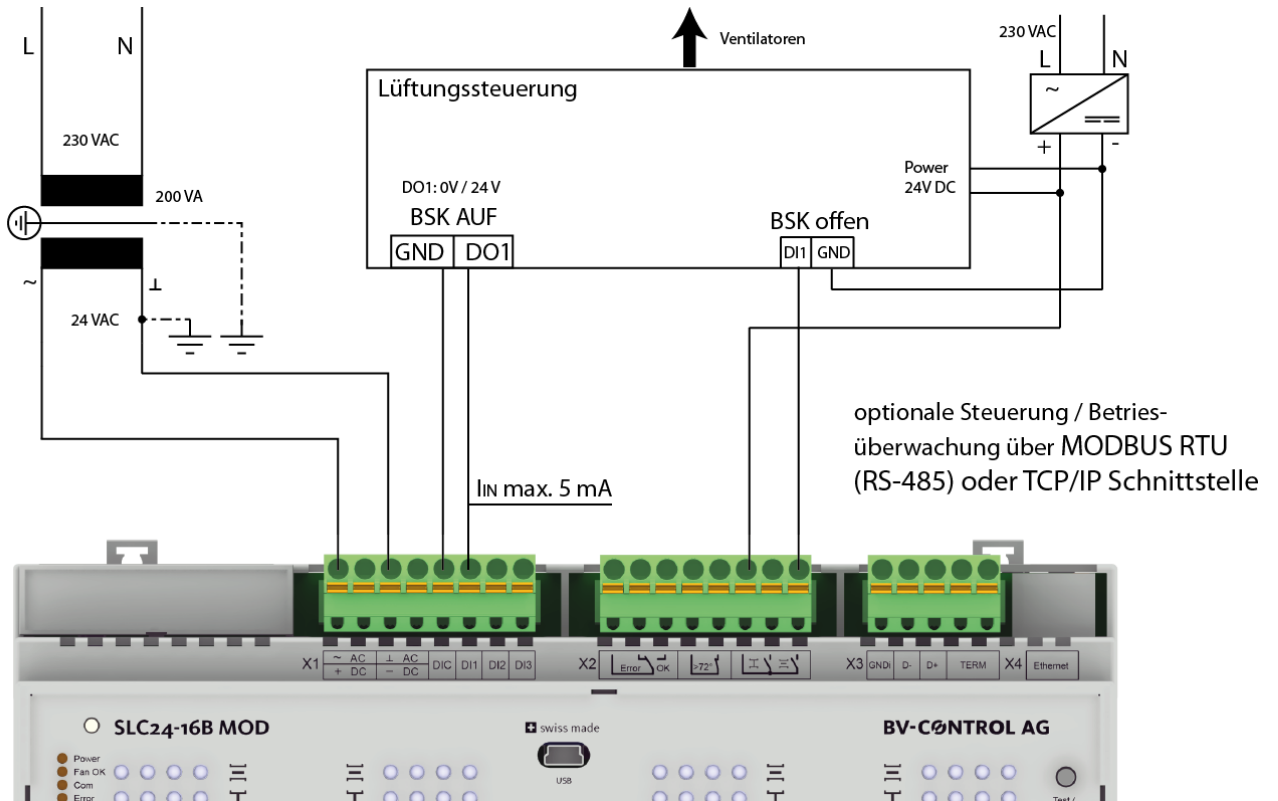 L
N
230 VAC
200 VA
~
⊥
24 VAC
Ventilatoren
Lüftungssteuerung
DO1: 0V / 24 V
BSK AUF
GND DO1
Power
24V DC
BSK offen
DI1 GND
230 VAC
L N
~
+ -
IIN max. 5 mA
optionale Steuerung / Betries-
überwachung über MODBUS RTU
(RS-485) oder TCP/IP Schnittstelle
X1 ~ AC ⊥ AC DIC DI1 DI2 DI3
+ DC − DC
X2 Error OK >72°
X3 GNDi D- D+ TERM X4 Ethernet
SLC24-16B MOD
swiss made
USB
BV-CONTROL AG
Power
Fan OK
Com
Error
Test /